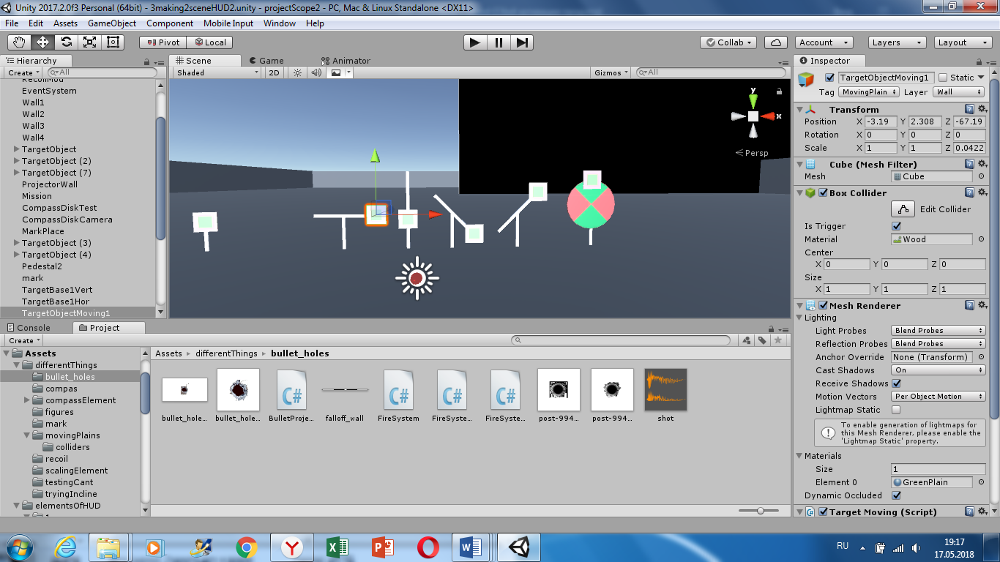 Unity 2017.2.0f3 Personal (64bit) - 3making2sceneHUD2.unity - projectScope2 - PC, Mac & Linux Standalone <DX11>
File Edit Assets GameObject Component Mobile Input Window Help
Pivot Local Collab Account Layers Layout
Hierarchy
Create All
EventSystem
Wall1
Wall2
Wall3
Wall4
TargetObject
TargetObject (2)
TargetObject (7)
ProjectorWall
Mission
CompassDiskTest
CompassDiskCamera
MarkPlace
TargetObject (3)
TargetObject (4)
Pedestal2
mark
TargetBase1Vert
TargetBase1Hor
TargetObjectMoving1
Scene Game Animator
Shaded 2D Gizmos All
y
x
Persp
Inspector
TargetObjectMoving1 Static
Tag MovingPlain Layer Wall
Transform
Position X -3.19 Y 2.308 Z -67.19
Rotation X 0 Y 0 Z 0
Scale X 1 Y 1 Z 0.0422
Cube (Mesh Filter)
Mesh Cube
Box Collider
Edit Collider
Is Trigger
Material Wood
Center
X 0 Y 0 Z 0
Size
X 1 Y 1 Z 1
Mesh Renderer
Lighting
Light Probes Blend Probes
Reflection Probes Blend Probes
Anchor Override None (Transform)
Cast Shadows On
Receive Shadows
Motion Vectors Per Object Motion
Lightmap Static
To enable generation of lightmaps for
this Mesh Renderer, please enable the
'Lightmap Static' property.
Materials
Size 1
Element 0 GreenPlain
Dynamic Occluded
Target Moving (Script)
Console Project
Create
Assets
differentThings
bullet_holes
compas
compassElement
figures
mark
movingPlains
colliders
recoil
scalingElement
testingCant
tryingIncline
elementsOfHUD
Assets differentThings bullet_holes
bullet_hole... bullet_hole... BulletProje... falloff_wall FireSystem FireSyste... FireSyste... post-994... post-994... shot
RU 19:17
17.05.2018